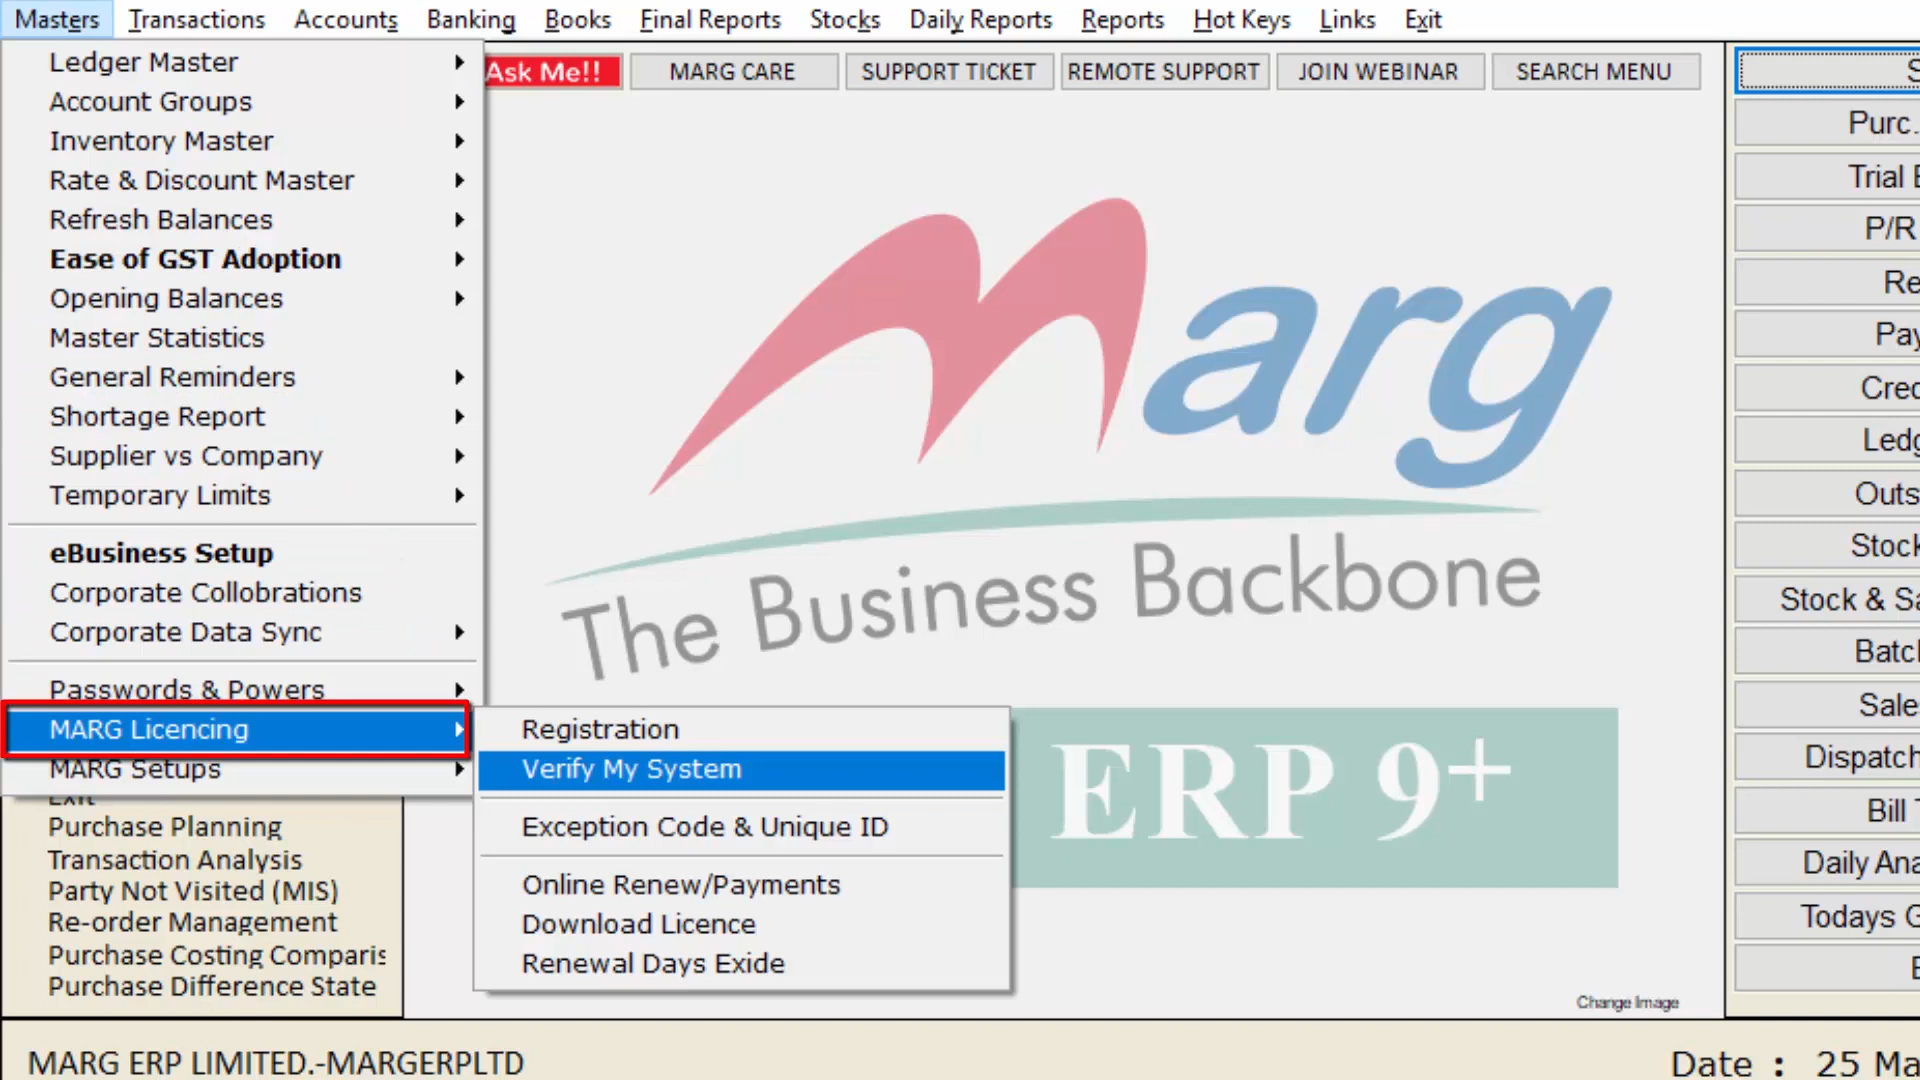 Masters Transactions Accounts Banking Books Final Reports Stocks Daily Reports Reports Hot Keys Links Exit
Ask Me!! MARG CARE SUPPORT TICKET REMOTE SUPPORT JOIN WEBINAR SEARCH MENU
Ledger Master
Account Groups
Inventory Master
Rate & Discount Master
Refresh Balances
Ease of GST Adoption
Opening Balances
Master Statistics
General Reminders
Shortage Report
Supplier vs Company
Temporary Limits
eBusiness Setup
Corporate Collobrations
Corporate Data Sync
Passwords & Powers
MARG Licencing
MARG Setups
Registration
Verify My System
Exception Code & Unique ID
Online Renew/Payments
Download Licence
Renewal Days Exide
Exit
Purchase Planning
Transaction Analysis
Party Not Visited (MIS)
Re-order Management
Purchase Costing Comparis
Purchase Difference State
Marg
The Business Backbone
ERP 9+
Change Image
S
Purc.
Trial B
P/R
Re
Pay
Cred
Ledg
Outs
Stock
Stock & Sa
Batch
Sales
Dispatch
Bill T
Daily Ana
Todays G
E
MARG ERP LIMITED.-MARGERPLTD
Date : 25 Ma